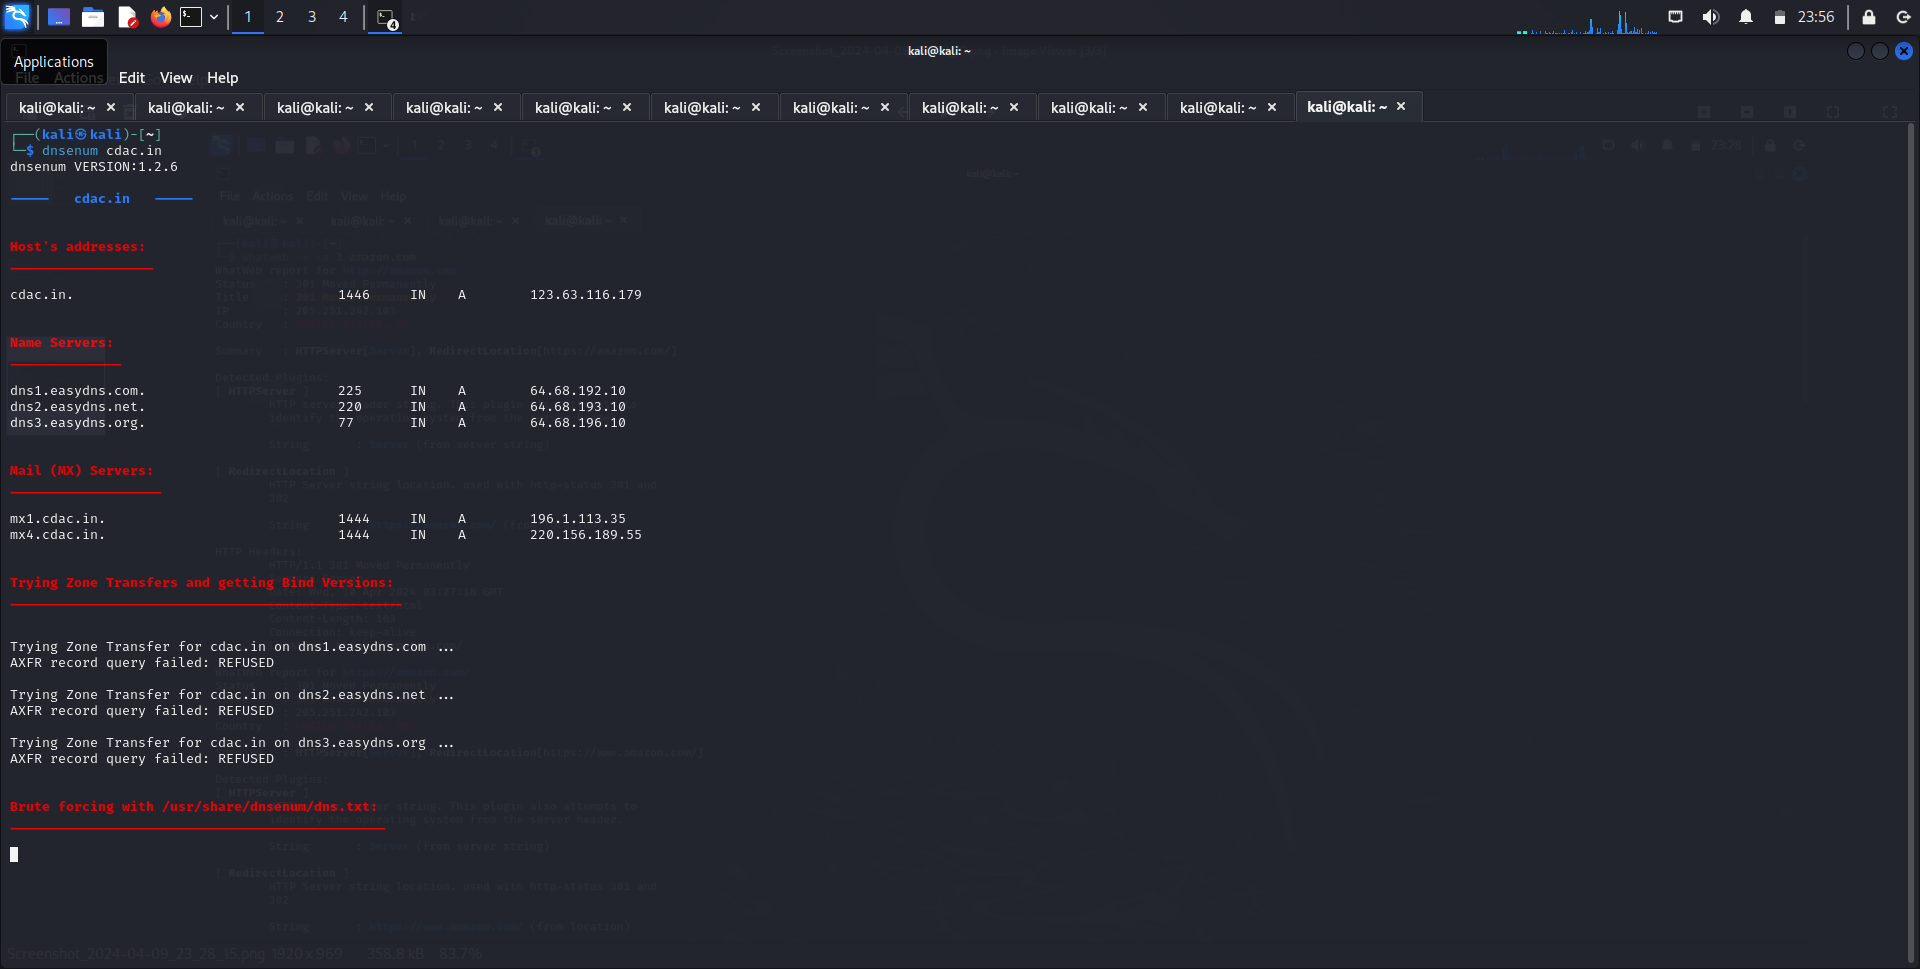 1 2 3 4 4 23:56
kali@kali: ~
Applications
File Actions Edit View Help
kali@kali: ~ kali@kali: ~ kali@kali: ~ kali@kali: ~ kali@kali: ~ kali@kali: ~ kali@kali: ~ kali@kali: ~ kali@kali: ~ kali@kali: ~ kali@kali: ~
┌──(kali㉿kali)-[~]
└─$ dnsenum cdac.in
dnsenum VERSION:1.2.6
----- cdac.in -----
Host's addresses:
cdac.in. 1446 IN A 123.63.116.179
Name Servers:
dns1.easydns.com. 225 IN A 64.68.192.10
dns2.easydns.net. 220 IN A 64.68.193.10
dns3.easydns.org. 77 IN A 64.68.196.10
Mail (MX) Servers:
mx1.cdac.in. 1444 IN A 196.1.113.35
mx4.cdac.in. 1444 IN A 220.156.189.55
Trying Zone Transfers and getting Bind Versions:
Trying Zone Transfer for cdac.in on dns1.easydns.com ...
AXFR record query failed: REFUSED
Trying Zone Transfer for cdac.in on dns2.easydns.net ...
AXFR record query failed: REFUSED
Trying Zone Transfer for cdac.in on dns3.easydns.org ...
AXFR record query failed: REFUSED
Brute forcing with /usr/share/dnsenum/dns.txt:
Screenshot_2024-04-09_23_28_15.png 1920 x 969 358.8 kB 83.7%